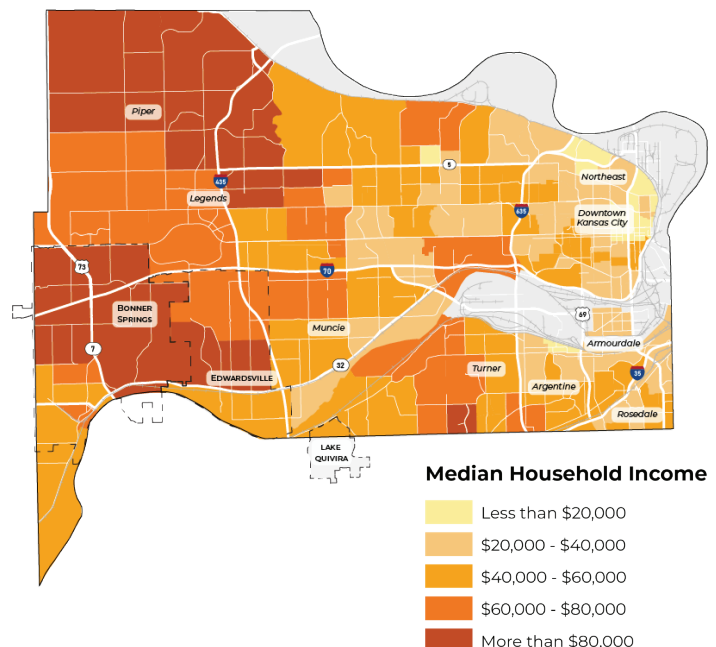 Piper
5
Northeast
435
Legends
635
Downtown
Kansas City
73
70
BONNER
SPRINGS
69
Muncie
7
Armourdale
32
Turner
35
EDWARDSVILLE
Argentine
Rosedale
LAKE
QUIVIRA
Median Household Income
Less than $20,000
$20,000 - $40,000
$40,000 - $60,000
$60,000 - $80,000
More than $80,000